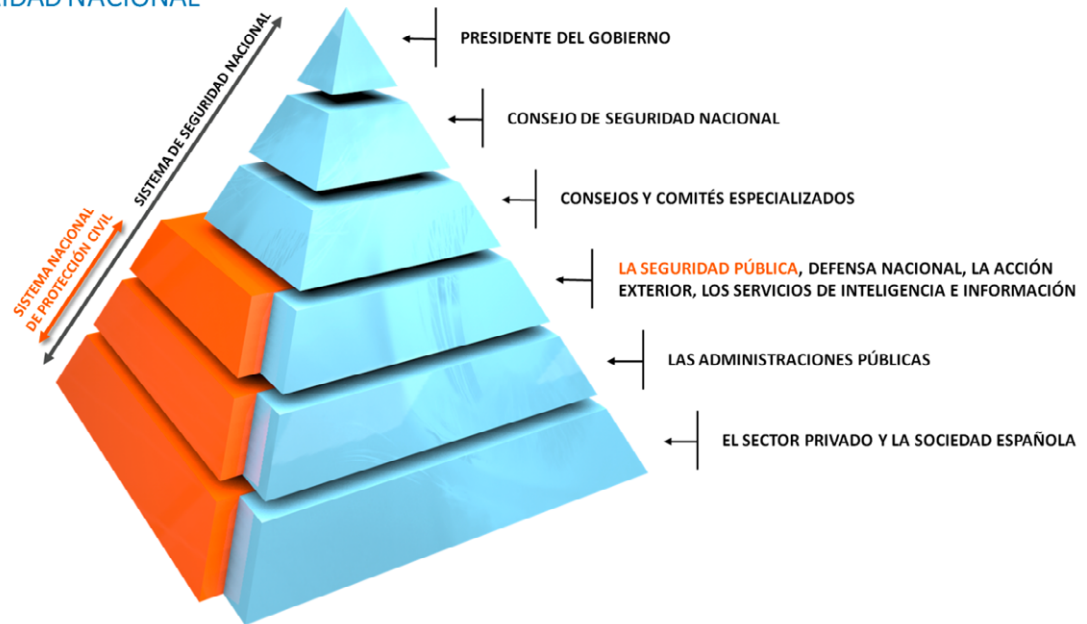 NACIONAL
SISTEMA DE SEGURIDAD NACIONAL
SISTEMA NACIONAL
DE PROTECCIÓN CIVIL
PRESIDENTE DEL GOBIERNO
CONSEJO DE SEGURIDAD NACIONAL
CONSEJOS Y COMITÉS ESPECIALIZADOS
LA SEGURIDAD PÚBLICA, DEFENSA NACIONAL, LA ACCIÓN
EXTERIOR, LOS SERVICIOS DE INTELIGENCIA E INFORMACIÓN
LAS ADMINISTRACIONES PÚBLICAS
EL SECTOR PRIVADO Y LA SOCIEDAD ESPAÑOLA